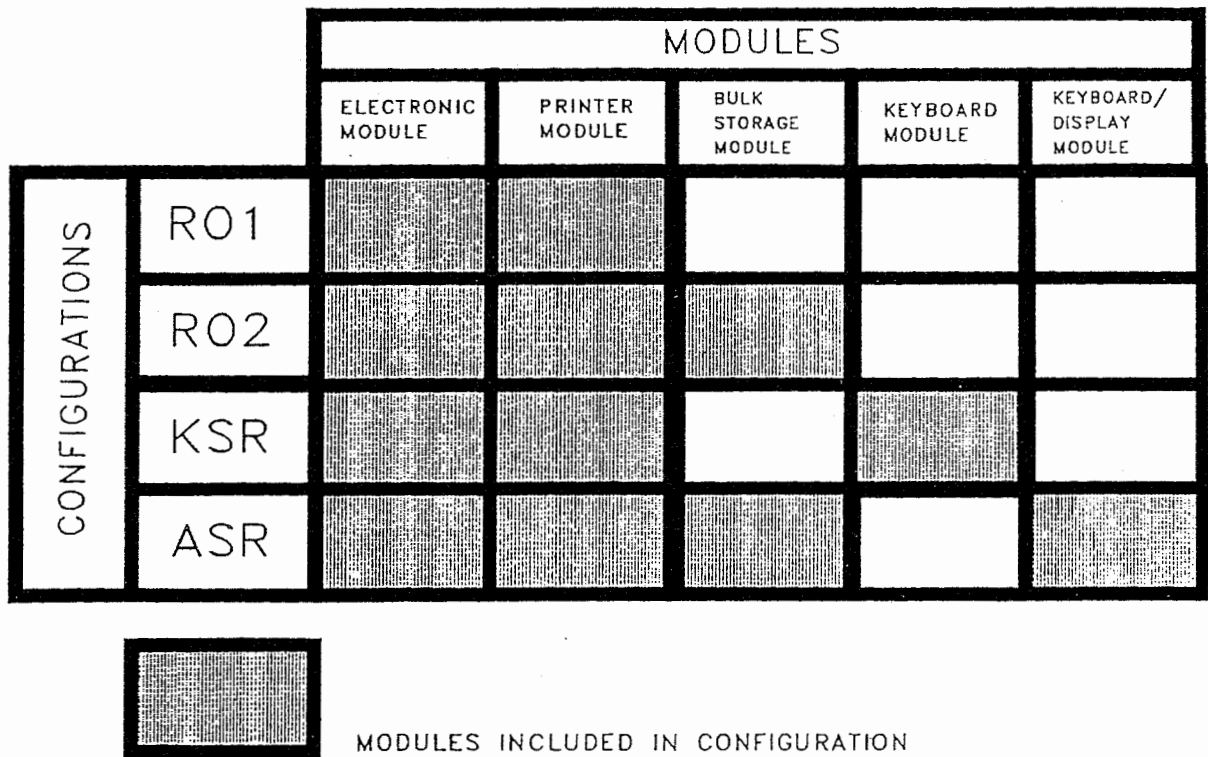 MODULES
ELECTRONIC
MODULE
PRINTER
MODULE
BULK
STORAGE
MODULE
KEYBOARD
MODULE
KEYBOARD/
DISPLAY
MODULE
CONFIGURATIONS
RO1
RO2
KSR
ASR
MODULES INCLUDED IN CONFIGURATION